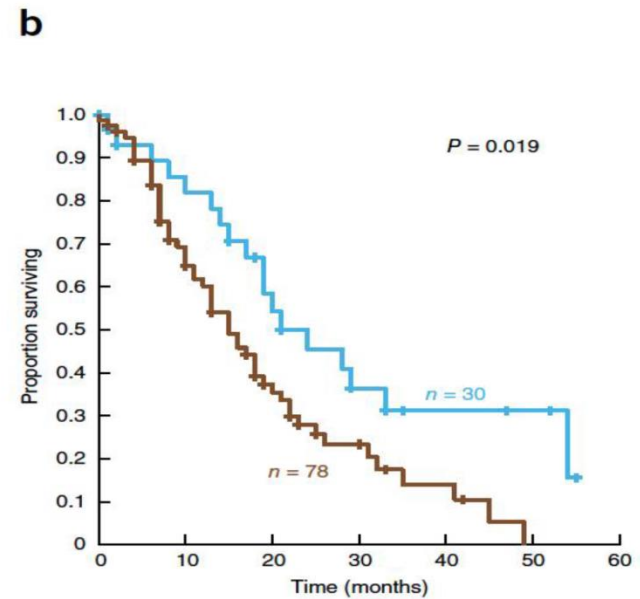 b
P = 0.019
Proportion surviving
1.0
0.9
0.8
0.7
0.6
0.5
0.4
0.3
0.2
0.1
0
n = 30
n = 78
0 10 20 30 40 50 60
Time (months)